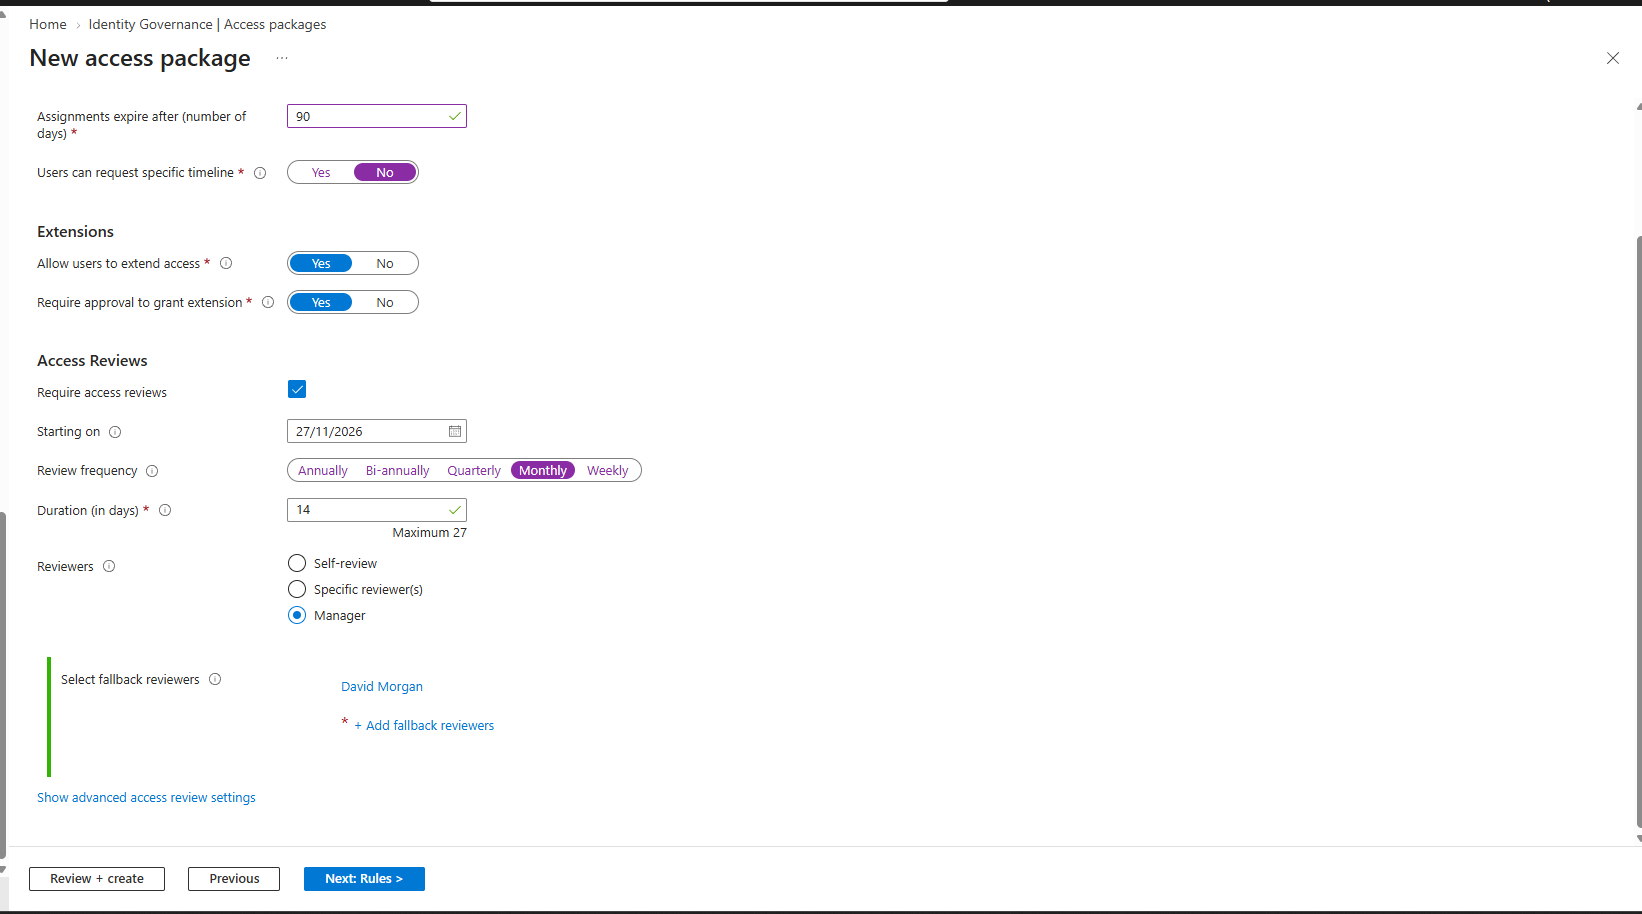 Home > Identity Governance | Access packages
New access package ...
Assignments expire after (number of
days) *
90
Users can request specific timeline *
Yes No
Extensions
Allow users to extend access *
Yes No
Require approval to grant extension *
Yes No
Access Reviews
Require access reviews
Starting on
27/11/2026
Review frequency
Annually Bi-annually Quarterly Monthly Weekly
Duration (in days) *
14
Maximum 27
Reviewers
Self-review
Specific reviewer(s)
Manager
Select fallback reviewers
David Morgan
* + Add fallback reviewers
Show advanced access review settings
Review + create Previous Next: Rules >